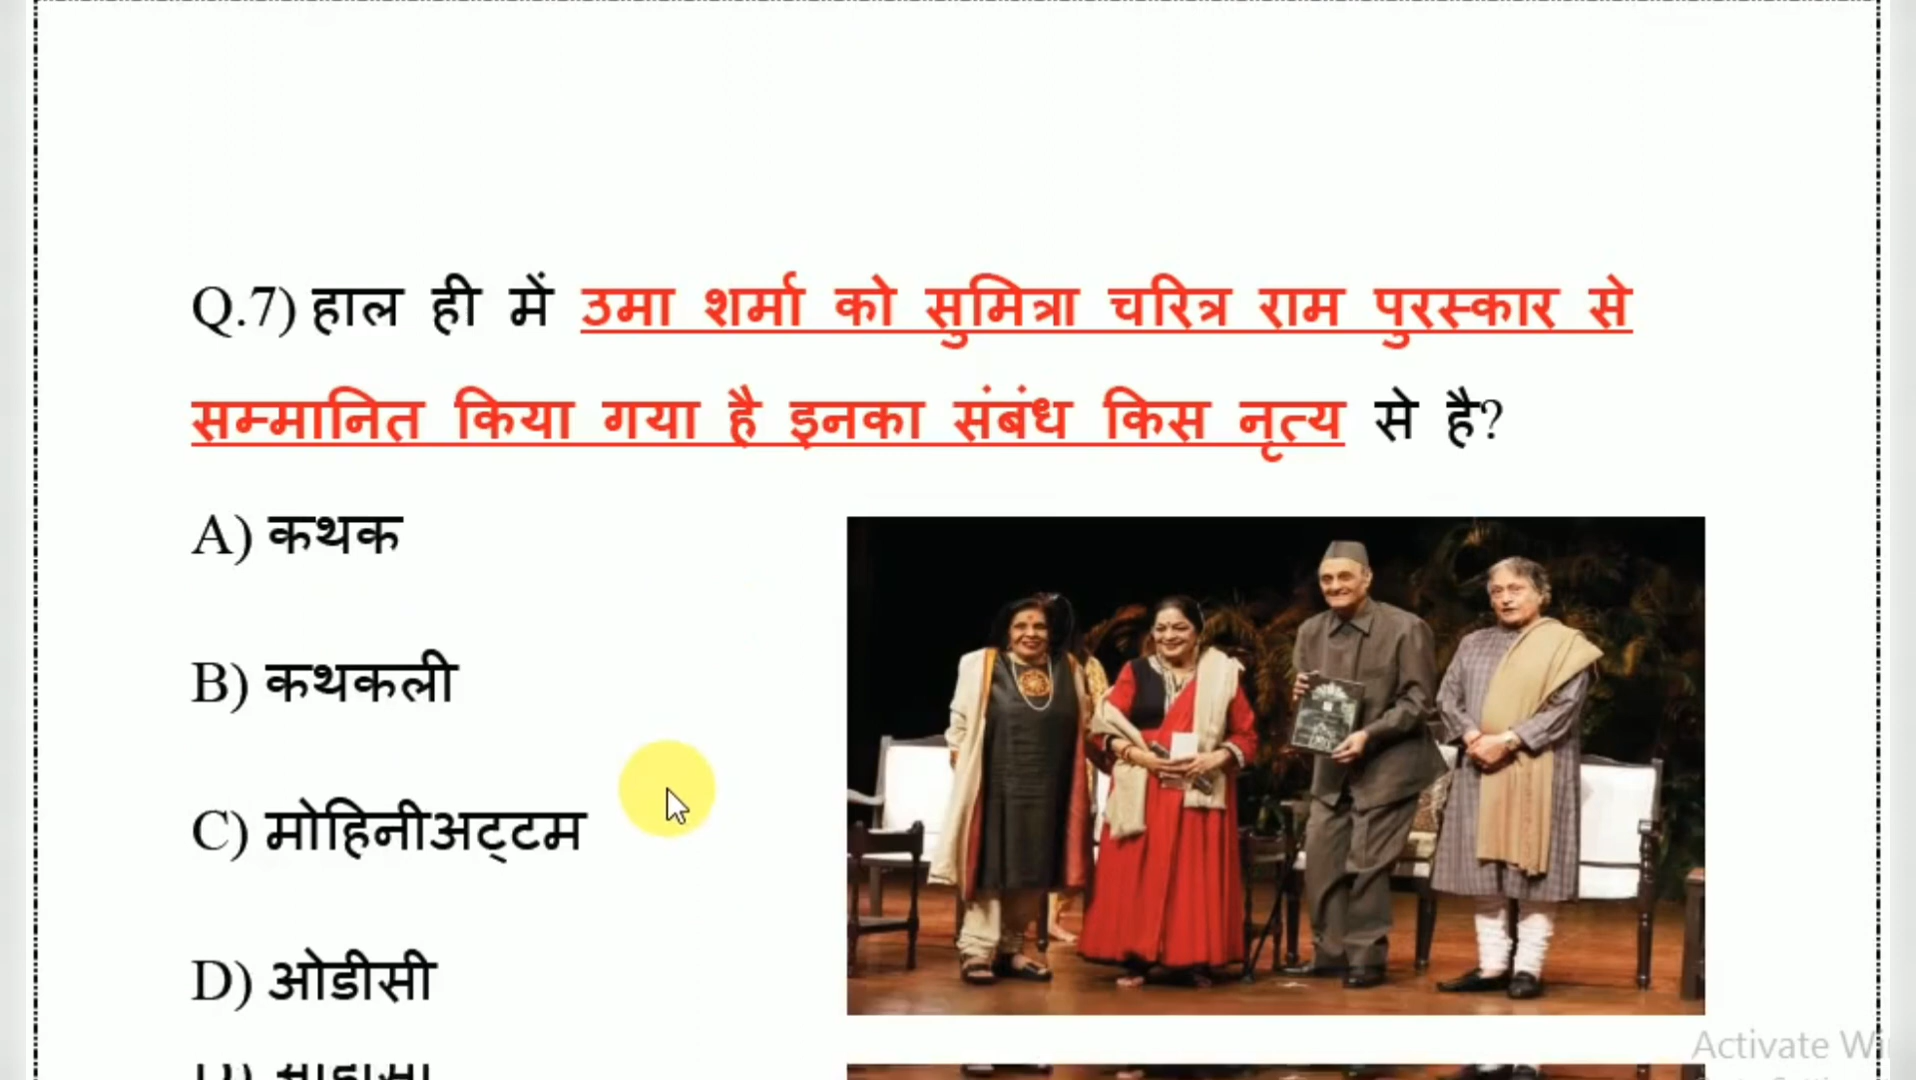 Q.7) हाल ही में उमा शर्मा को सुमित्रा चरित्र राम पुरस्कार से
सम्मानित किया गया है इनका संबंध किस नृत्य से है?
A) कथक
B) कथकली
C) मोहिनीअट्टम
D) ओडीसी
Activate Wi